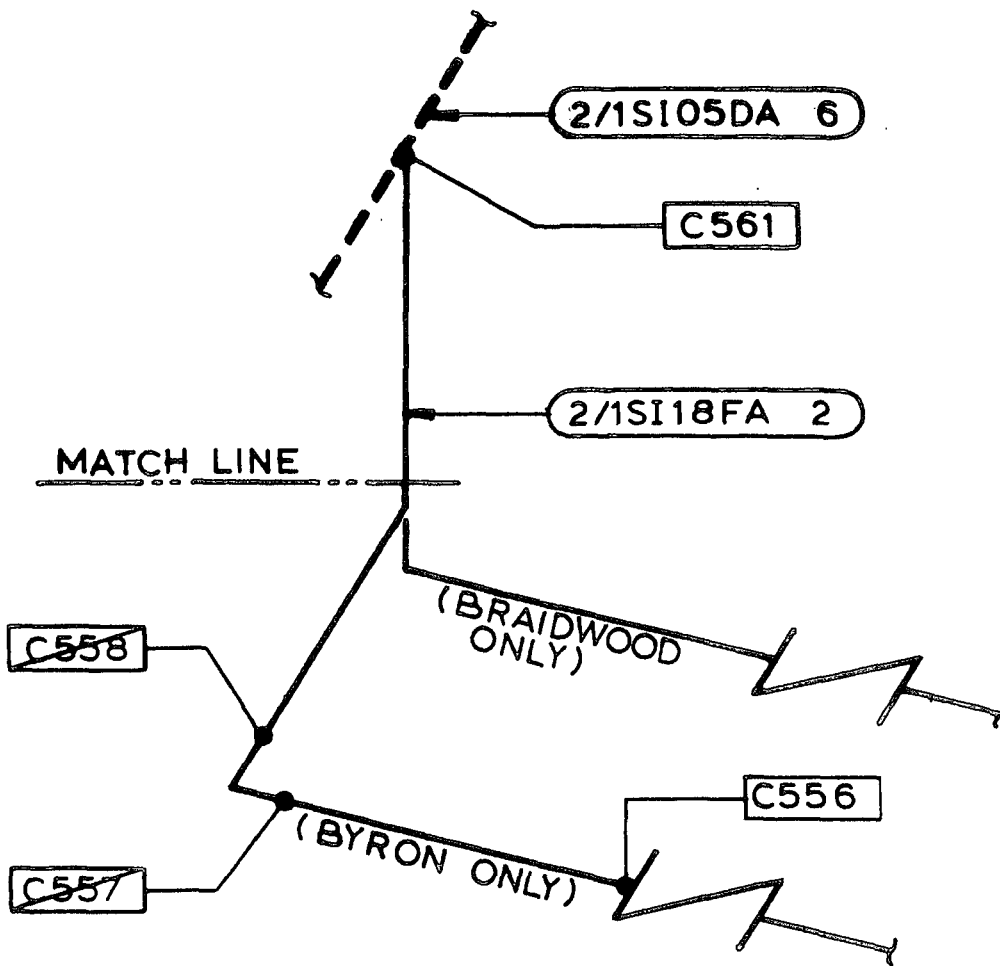 2/1SI05DA 6
C561
2/1SI18FA 2
MATCH LINE
(BRAIDWOOD
ONLY)
C558
C556
(BYRON ONLY)
C557